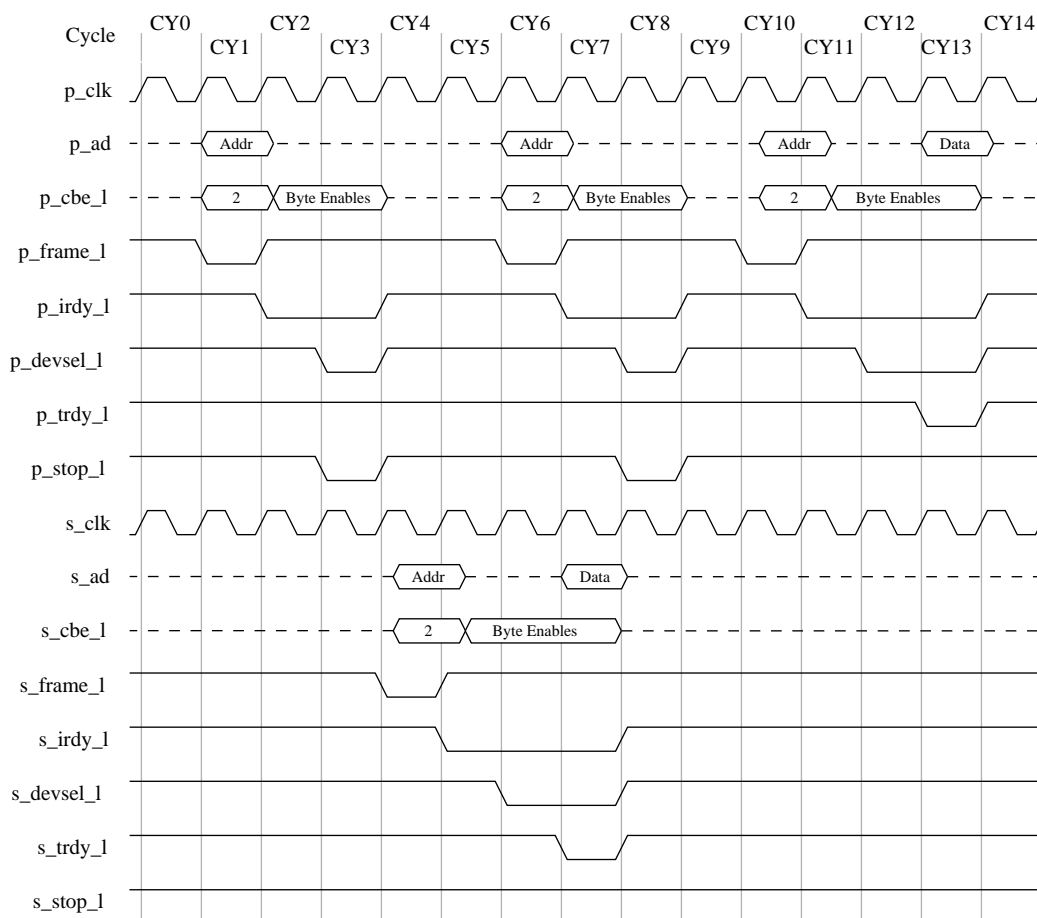 CY0 CY2 CY4 CY6 CY8 CY10 CY12 CY14
Cycle
CY1 CY3 CY5 CY7 CY9 CY11 CY13
p_clk
p_ad Addr Addr Addr Data
p_cbe_l 2 Byte Enables 2 Byte Enables 2 Byte Enables
p_frame_l
p_irdy_l
p_devsel_l
p_trdy_l
p_stop_l
s_clk
s_ad Addr Data
s_cbe_l 2 Byte Enables
s_frame_l
s_irdy_l
s_devsel_l
s_trdy_l
s_stop_l